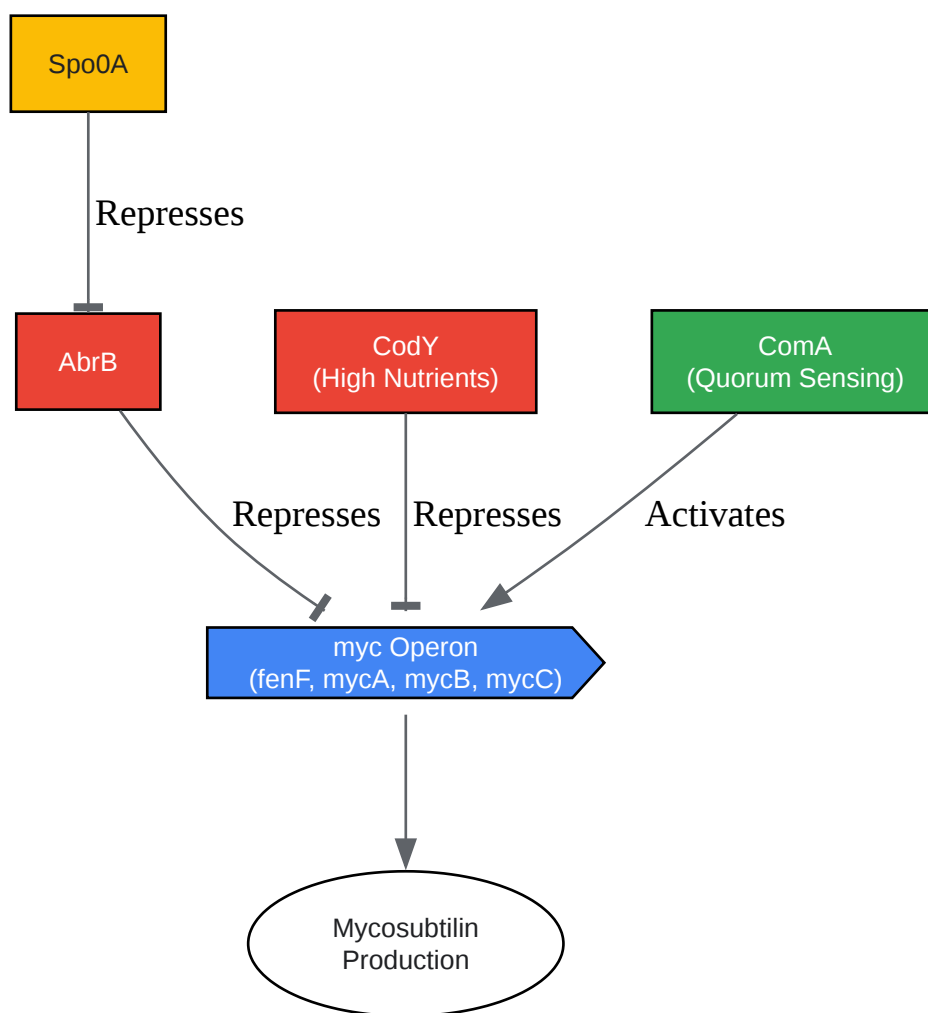 Spo0A
Represses
AbrB
CodY
(High Nutrients)
ComA
(Quorum Sensing)
Represses
Represses
Activates
myc Operon
(fenF, mycA, mycB, mycC)
Mycosubtilin
Production